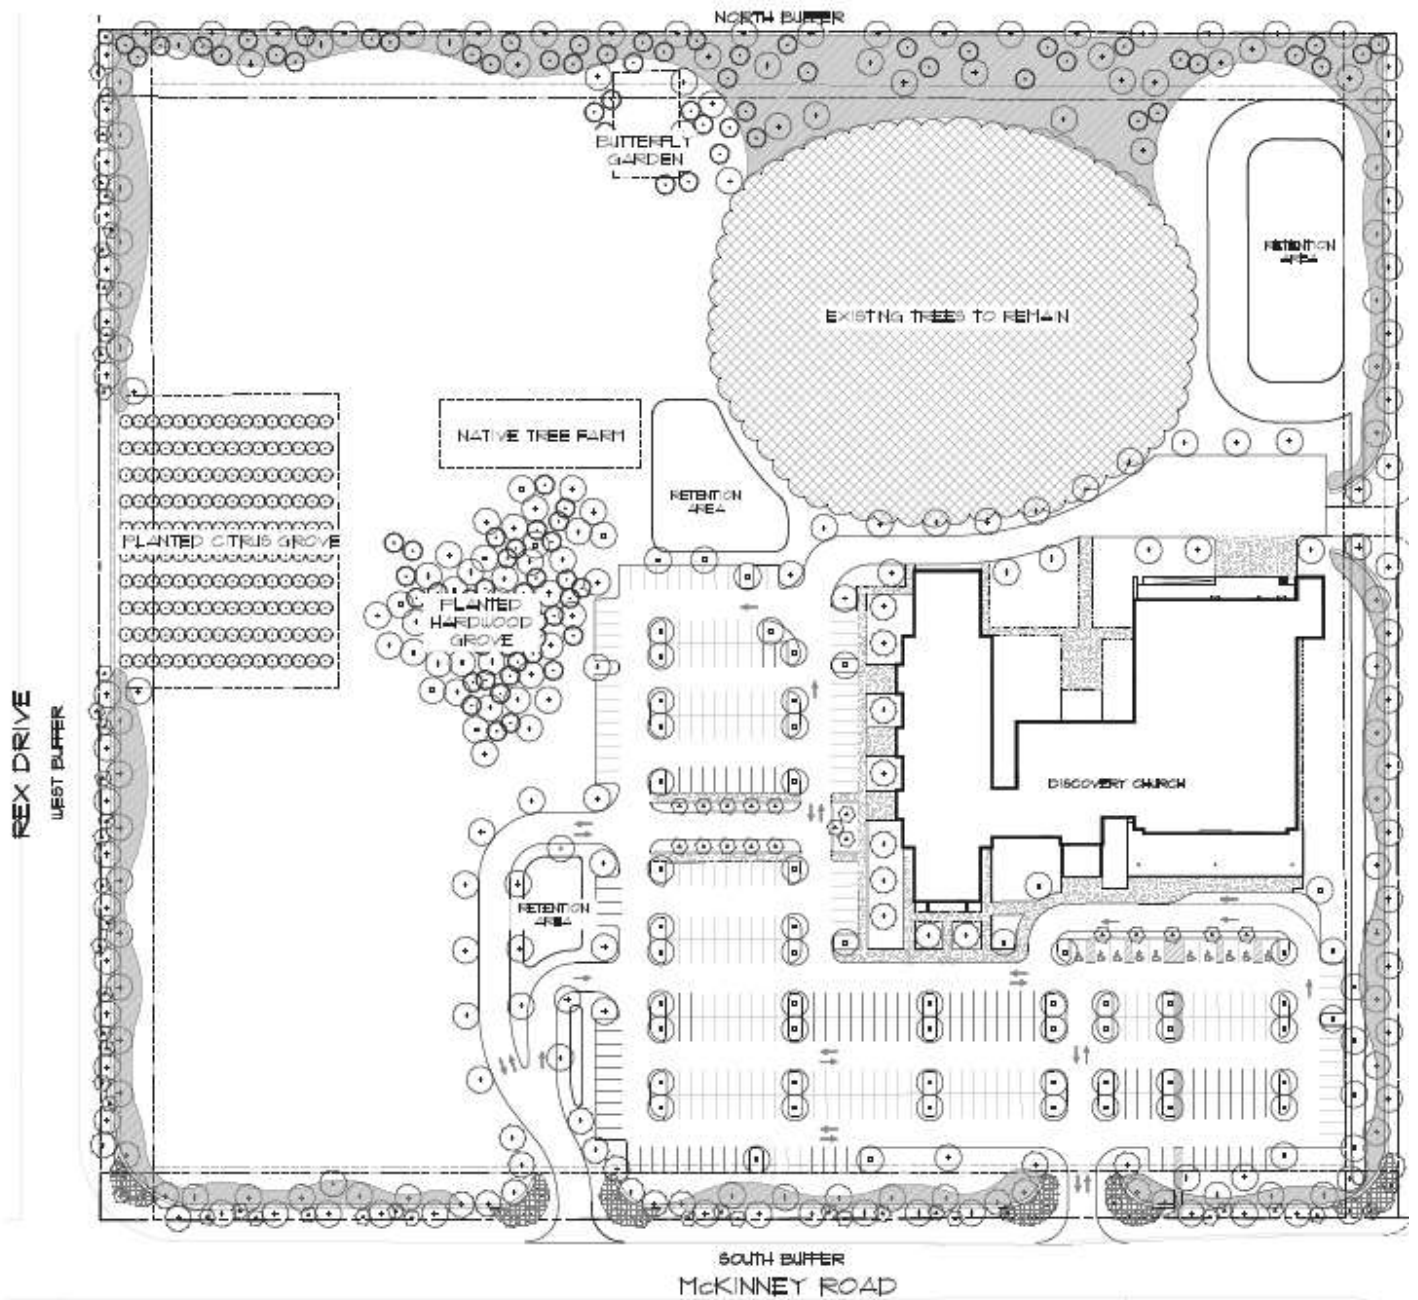 NORTH BUFFER
BUTTERFLY
GARDEN
RETENTION
AREA
EXISTING TREES TO REMAIN
NATIVE TREE FARM
RETENTION
AREA
PLANTED CITRUS GROVE
PLANTED
HARDWOOD
GROVE
REX DRIVE
WEST BUFFER
DISCOVERY CHURCH
RETENTION
AREA
SOUTH BUFFER
McKINNEY ROAD